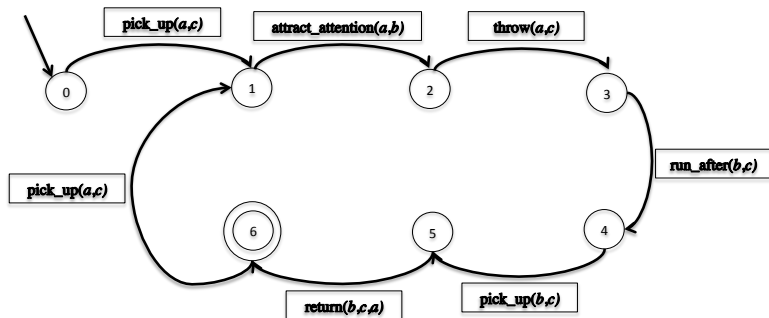 pick_up(a,c)
attract_attention(a,b)
throw(a,c)
0
1
2
3
run_after(b,c)
pick_up(a,c)
6
5
4
return(b,c,a)
pick_up(b,c)